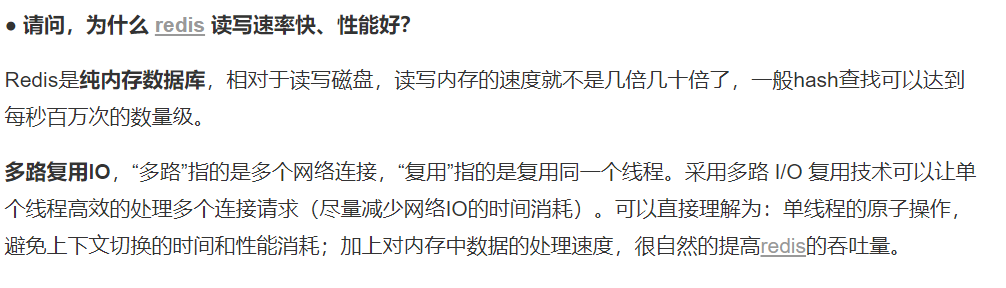 ● 请问，为什么 redis 读写速率快、性能好？
Redis是纯内存数据库，相对于读写磁盘，读写内存的速度就不是几倍几十倍了，一般hash查找可以达到
每秒百万次的数量级。
多路复用IO，“多路”指的是多个网络连接，“复用”指的是复用同一个线程。采用多路 I/O 复用技术可以让单
个线程高效的处理多个连接请求（尽量减少网络IO的时间消耗）。可以直接理解为：单线程的原子操作，
避免上下文切换的时间和性能消耗；加上对内存中数据的处理速度，很自然的提高redis的吞吐量。